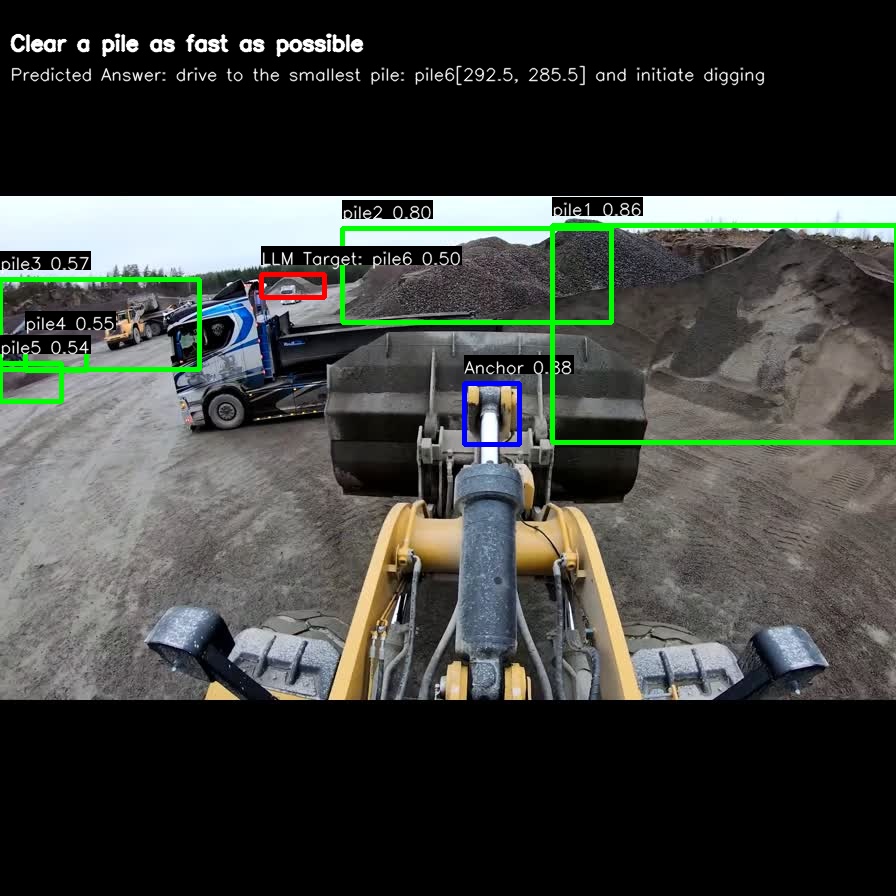 Clear a pile as fast as possible
Predicted Answer: drive to the smallest pile: pile6[292.5, 285.5] and initiate digging
pile1 0.86
pile2 0.80
LLM Target: pile6 0.50
pile3 0.57
pile4 0.55
pile5 0.54
Anchor 0.38